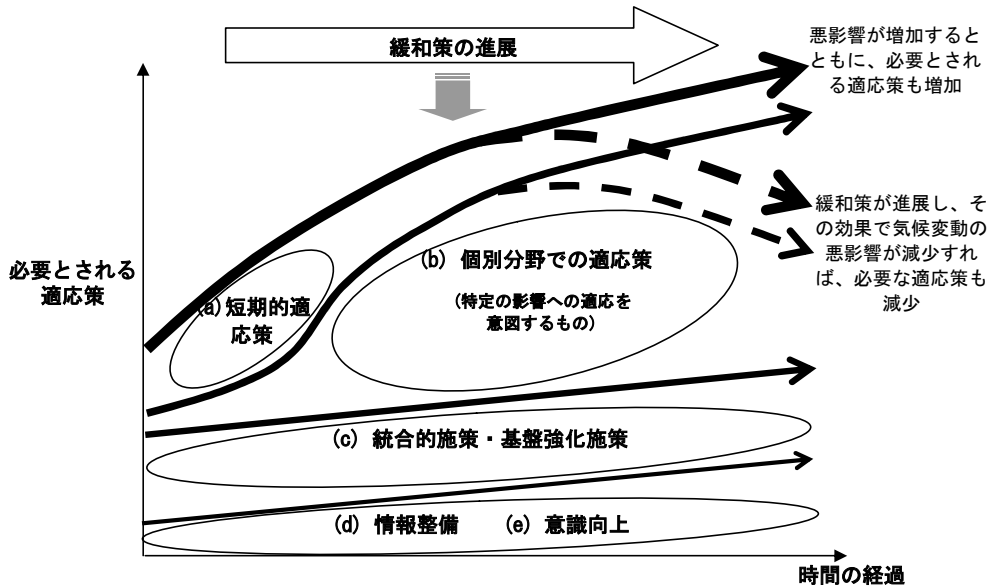 緩和策の進展
悪影響が増加するとと
ともに、必要とされ
る適応策も増加
緩和策が進展し、そ
の効果で気候変動の
悪影響が減少すれ
ば、必要な適応策も
減少
必要とされる
適応策
(a)短期的適
応策
(b) 個別分野での適応策
(特定の影響への適応を
意図するもの)
(c) 統合的施策・基盤強化施策
(d) 情報整備 (e) 意識向上
時間の経過